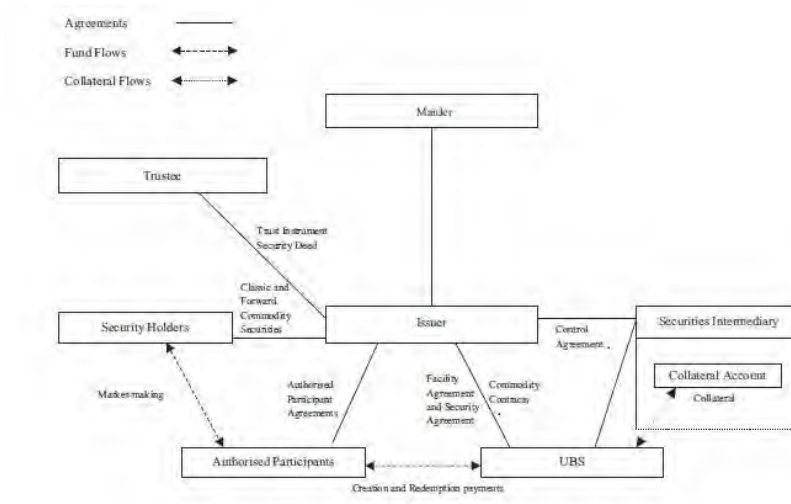 Agreements
Fund Flows
Collateral Flows
Mander
Trustee
Trust Instrument
Security Deed
Classic and
Forward
Commodity
Securities
Security Holders
Issuer
Securities Intermediary
Control
Agreement
Collateral Account
Collateral
Market-making
Authorised
Participant
Agreements
Facility
Agreement
and Security
Agreement
Commodity
Contracts
Authorised Participants
UBS
Creation and Redemption payments